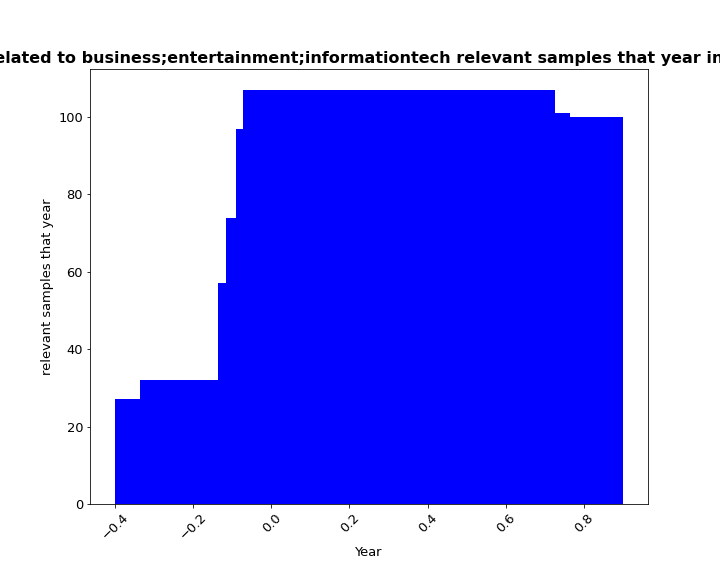 elated to business;entertainment;informationtech relevant samples that year in
100
80
60
40
20
0
relevant samples that year
−0.4 −0.2 0.0 0.2 0.4 0.6 0.8
Year